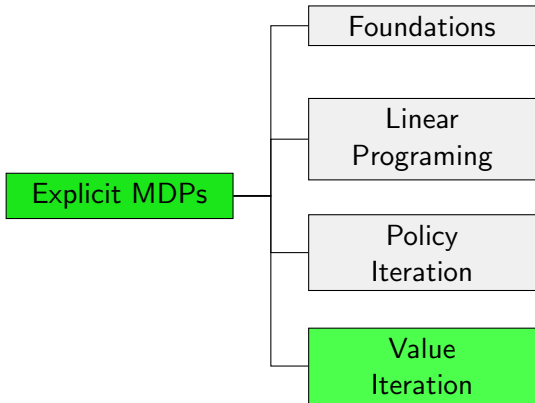 Foundations
Linear
Programing
Explicit MDPs
Policy
Iteration
Value
Iteration